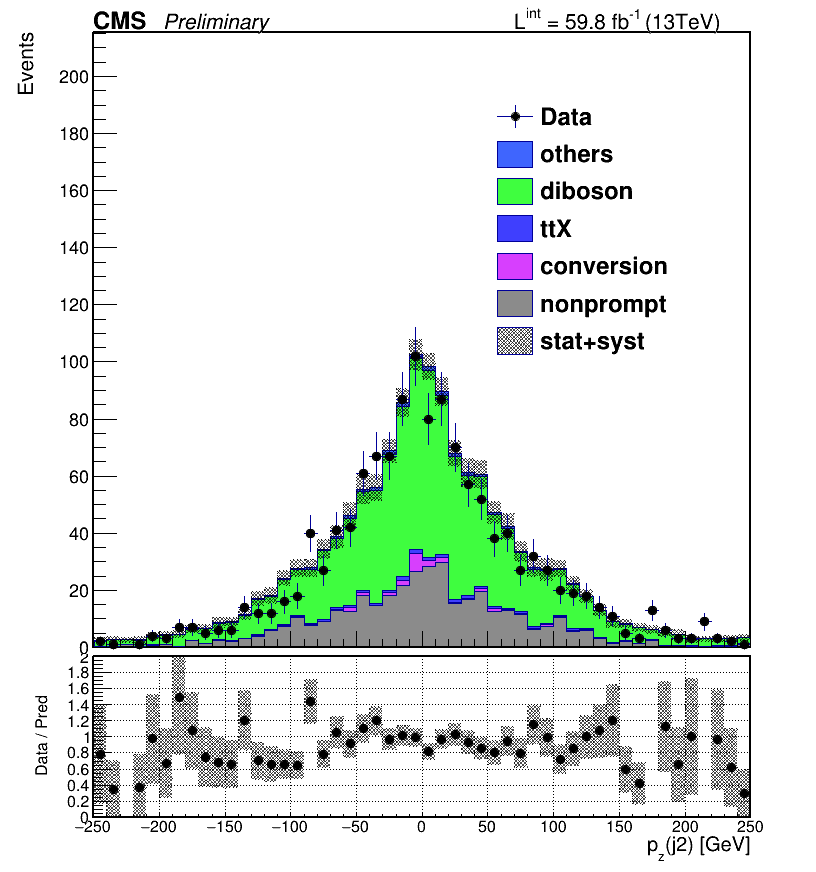 CMS Preliminary L^int = 59.8 fb^-1 (13TeV)
Events
200
180
160
140
120
100
80
60
40
20
0
Data
others
diboson
ttX
conversion
nonprompt
stat+syst
Data / Pred
2
1.8
1.6
1.4
1.2
1
0.8
0.6
0.4
0.2
0
−250 −200 −150 −100 −50 0 50 100 150 200 250
p_z(j2) [GeV]